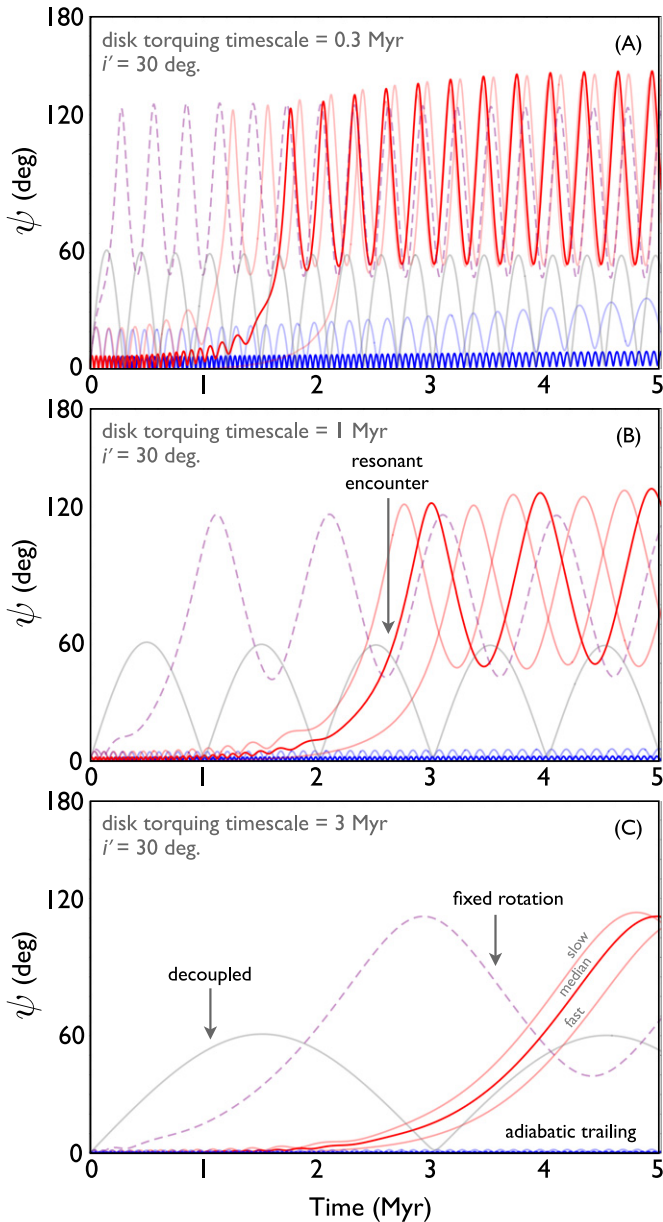 180
disk torquing timescale = 0.3 Myr
(A)
i′ = 30 deg.
120
ψ (deg)
60
0
0 1 2 3 4 5
180
disk torquing timescale = 1 Myr
(B)
i′ = 30 deg.
resonant
encounter
120
ψ (deg)
60
0
0 1 2 3 4 5
180
disk torquing timescale = 3 Myr
(C)
i′ = 30 deg.
120
fixed rotation
slow
median
fast
decoupled
ψ (deg)
60
adiabatic trailing
0
0 1 2 3 4 5
Time (Myr)